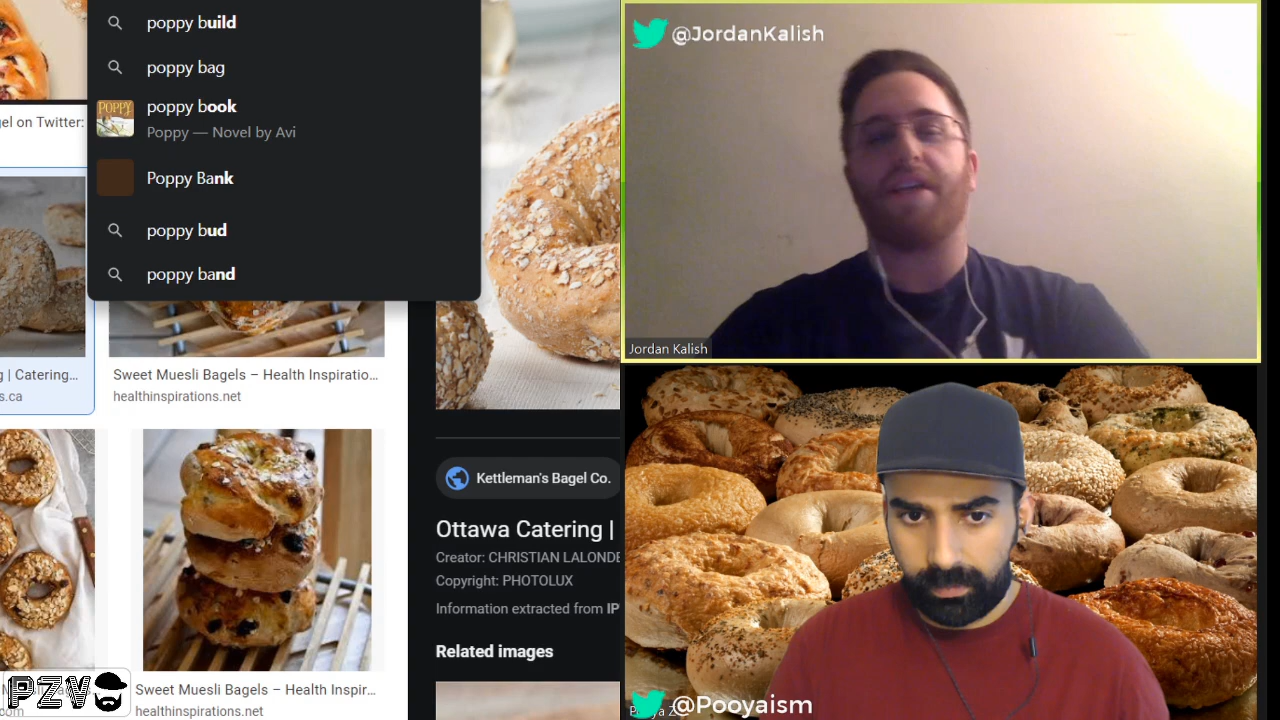 poppy build
poppy bag
poppy book
Poppy — Novel by Avi
Poppy Bank
poppy bud
poppy band
el on Twitter:
g | Catering...
s.ca
Sweet Muesli Bagels – Health Inspiratio...
healthinspirations.net
Kettleman's Bagel Co.
Ottawa Catering |
Creator: CHRISTIAN LALONDE
Copyright: PHOTOLUX
Information extracted from IP
Related images
Sweet Muesli Bagels – Health Inspir...
healthinspirations.net
PZV
@JordanKalish
Jordan Kalish
@Pooyaism
POPPY